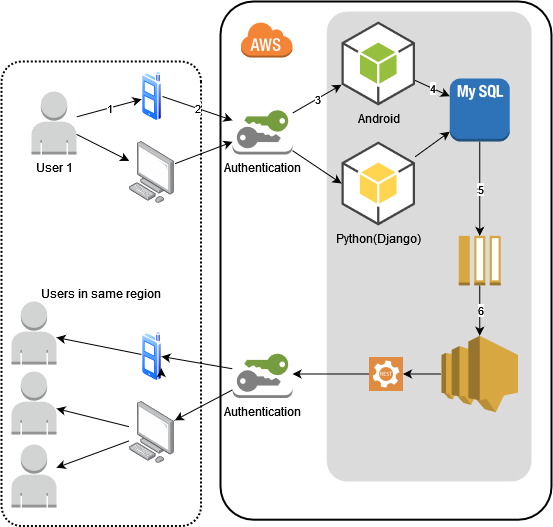 AWS
Android
My SQL
1
2
3
4
User 1
Authentication
Python(Django)
5
Users in same region
6
REST
Authentication